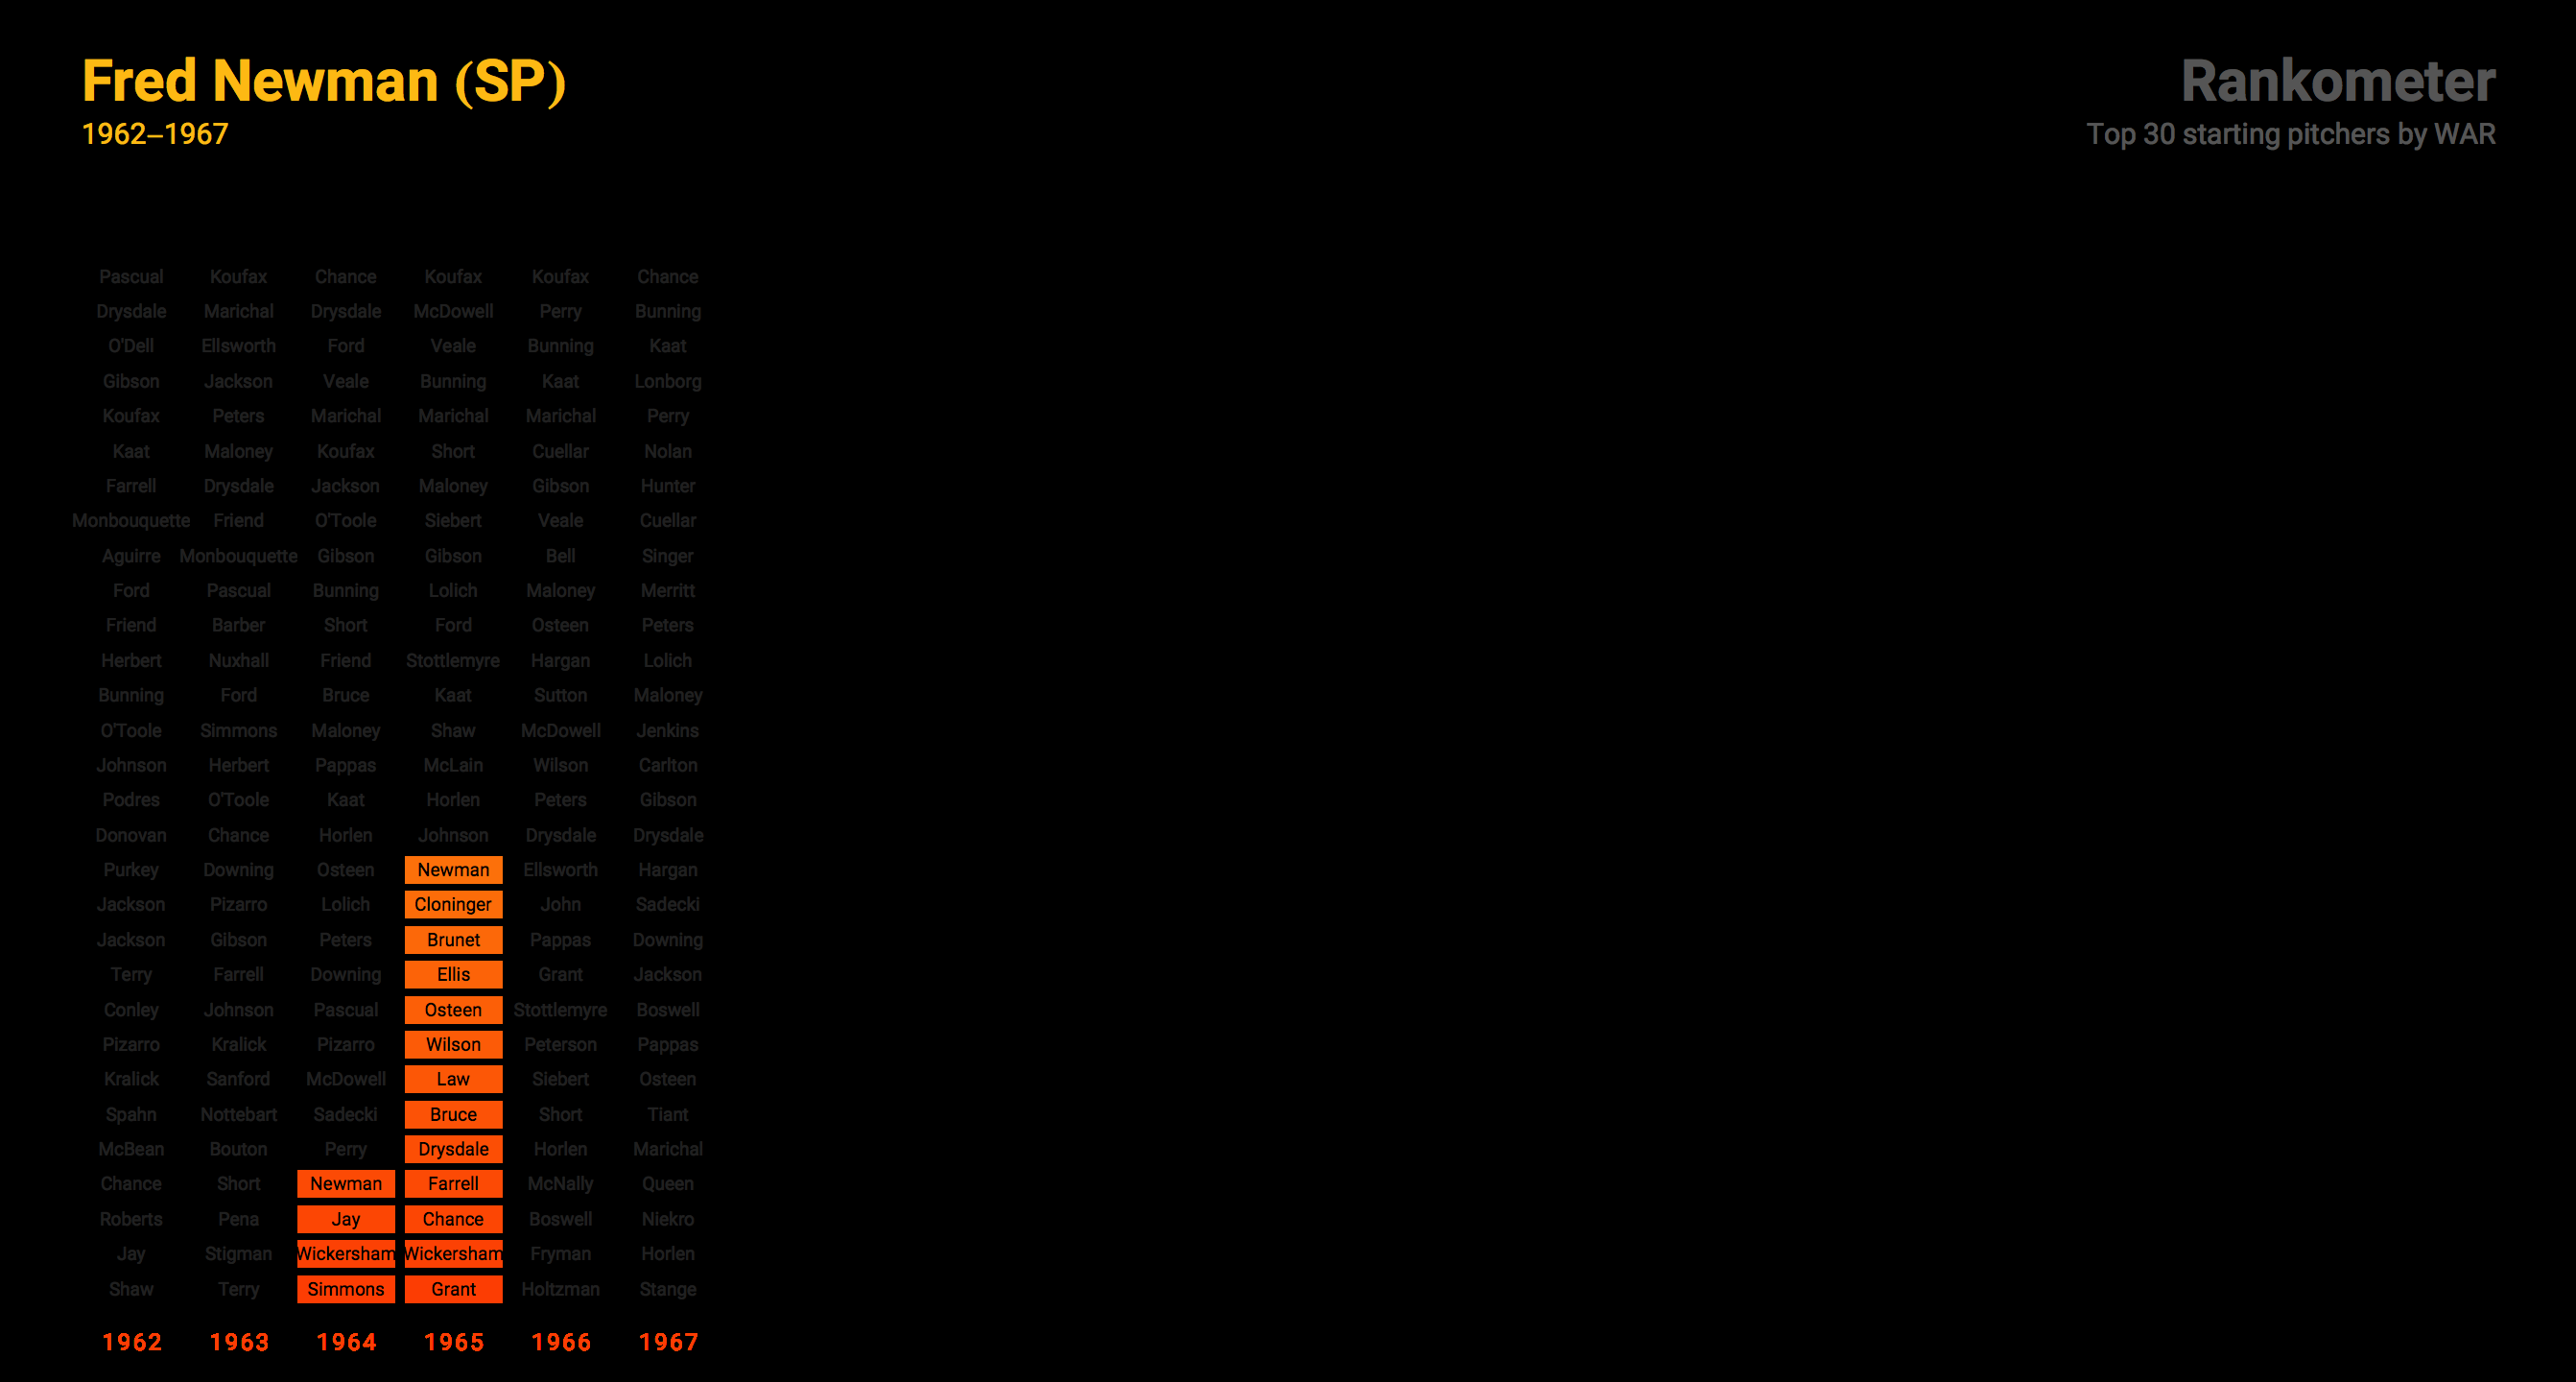 Fred Newman (SP)
1962–1967
Rankometer
Top 30 starting pitchers by WAR
Pascual Koufax Chance Koufax Koufax Chance
Drysdale Marichal Drysdale McDowell Perry Bunning
O'Dell Ellsworth Ford Veale Bunning Kaat
Gibson Jackson Veale Bunning Kaat Lonborg
Koufax Peters Marichal Marichal Marichal Perry
Kaat Maloney Koufax Short Cuellar Nolan
Farrell Drysdale Jackson Maloney Gibson Hunter
Monbouquette Friend O'Toole Siebert Veale Cuellar
Aguirre Monbouquette Gibson Gibson Bell Singer
Ford Pascual Bunning Lolich Maloney Merritt
Friend Barber Short Ford Osteen Peters
Herbert Nuxhall Friend Stottlemyre Hargan Lolich
Bunning Ford Bruce Kaat Sutton Maloney
O'Toole Simmons Maloney Shaw McDowell Jenkins
Johnson Herbert Pappas McLain Wilson Carlton
Podres O'Toole Kaat Horlen Peters Gibson
Donovan Chance Horlen Johnson Drysdale Drysdale
Purkey Downing Osteen Newman Ellsworth Hargan
Jackson Pizarro Lolich Cloninger John Sadecki
Jackson Gibson Peters Brunet Pappas Downing
Terry Farrell Downing Ellis Grant Jackson
Conley Johnson Pascual Osteen Stottlemyre Boswell
Pizarro Kralick Pizarro Wilson Peterson Pappas
Kralick Sanford McDowell Law Siebert Osteen
Spahn Nottebart Sadecki Bruce Short Tiant
McBean Bouton Perry Drysdale Horlen Marichal
Chance Short Newman Farrell McNally Queen
Roberts Pena Jay Chance Boswell Niekro
Jay Stigman Wickersham Wickersham Fryman Horlen
Shaw Terry Simmons Grant Holtzman Stange
1962 1963 1964 1965 1966 1967